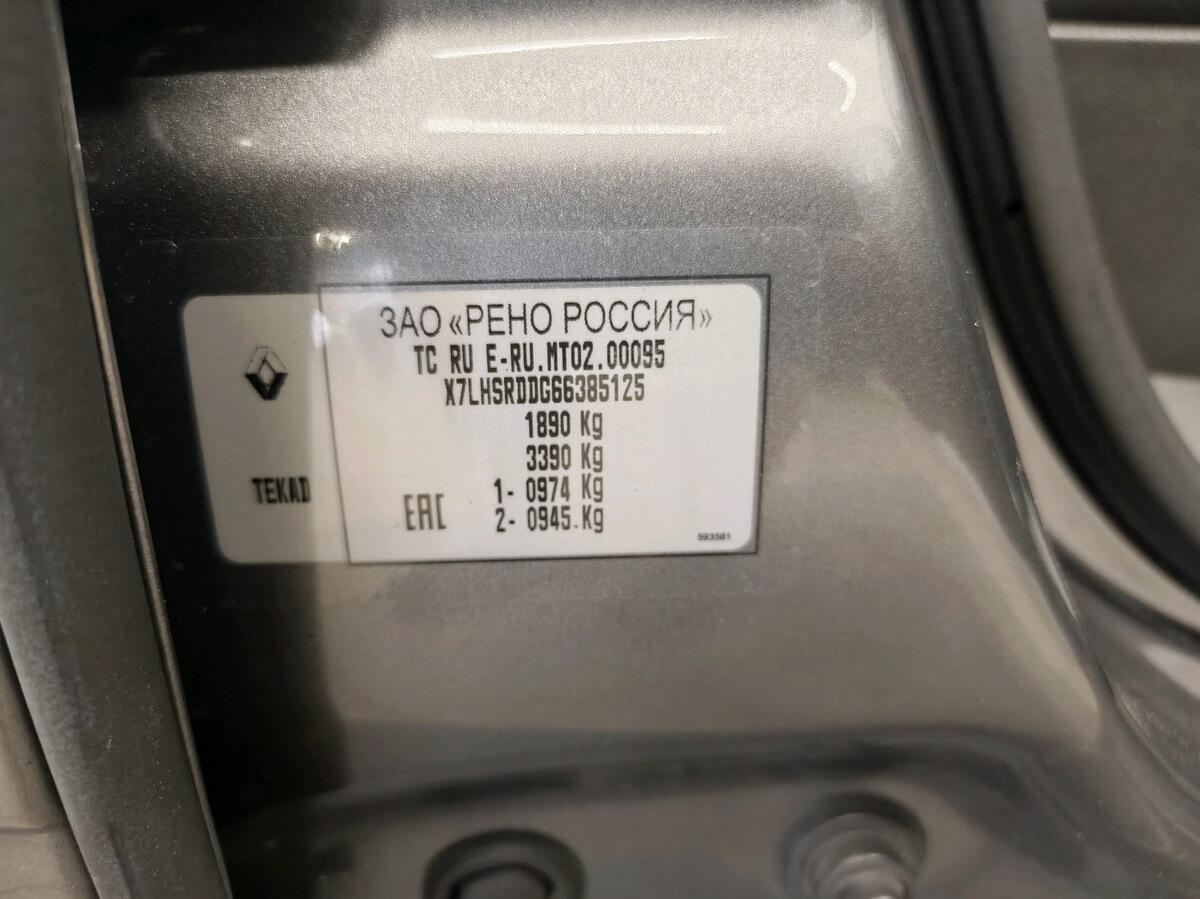 ЗАО «РЕНО РОССИЯ»
TC RU E-RU.MT02.00095
X7LHSRDDG66385125
1890 Kg
3390 Kg
1- 0974 Kg
2- 0945.Kg
TEKAD
EAC
593581